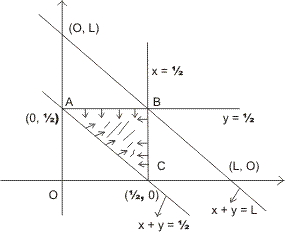 (O, L)
x = ½
A
B
(0, ½)
y = ½
C
(L, O)
O
(½, 0)
x + y = L
x + y = ½